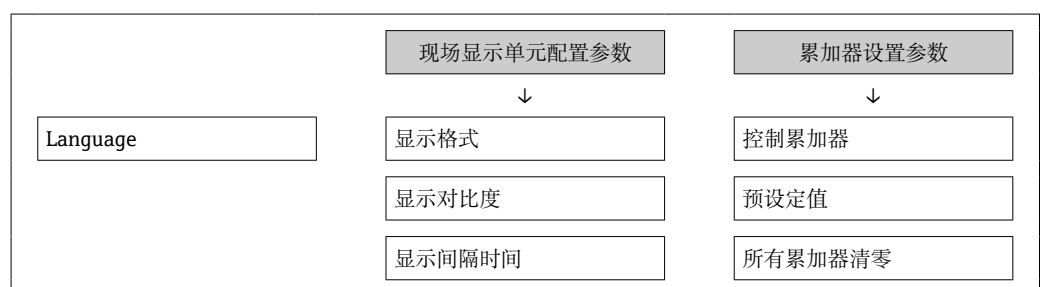 现场显示单元配置参数
累加器设置参数
↓
↓
Language
显示格式
控制累加器
显示对比度
预设定值
显示间隔时间
所有累加器清零